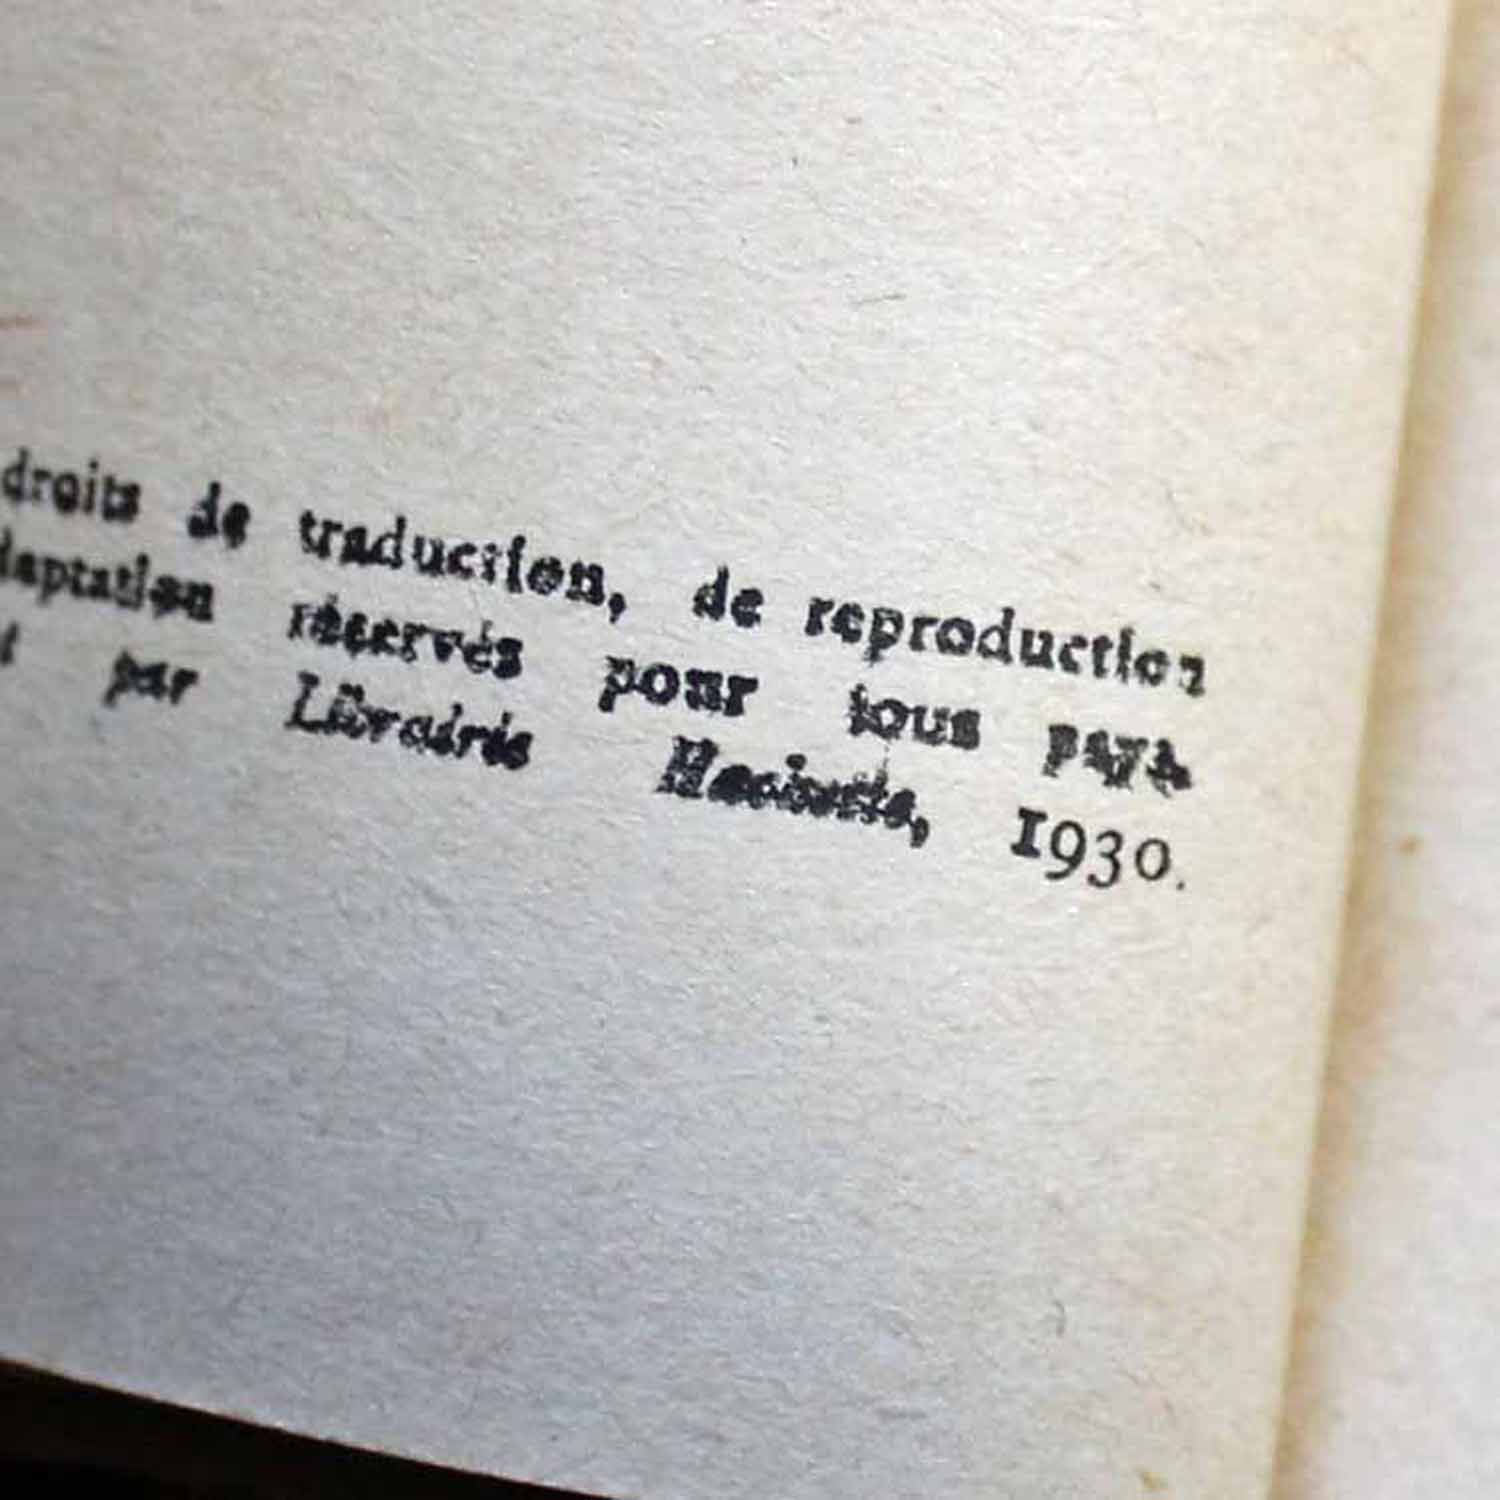 droits de traduction, de reproduction
daptation réservés pour tous pays
t par Librairie Hachette, 1930.